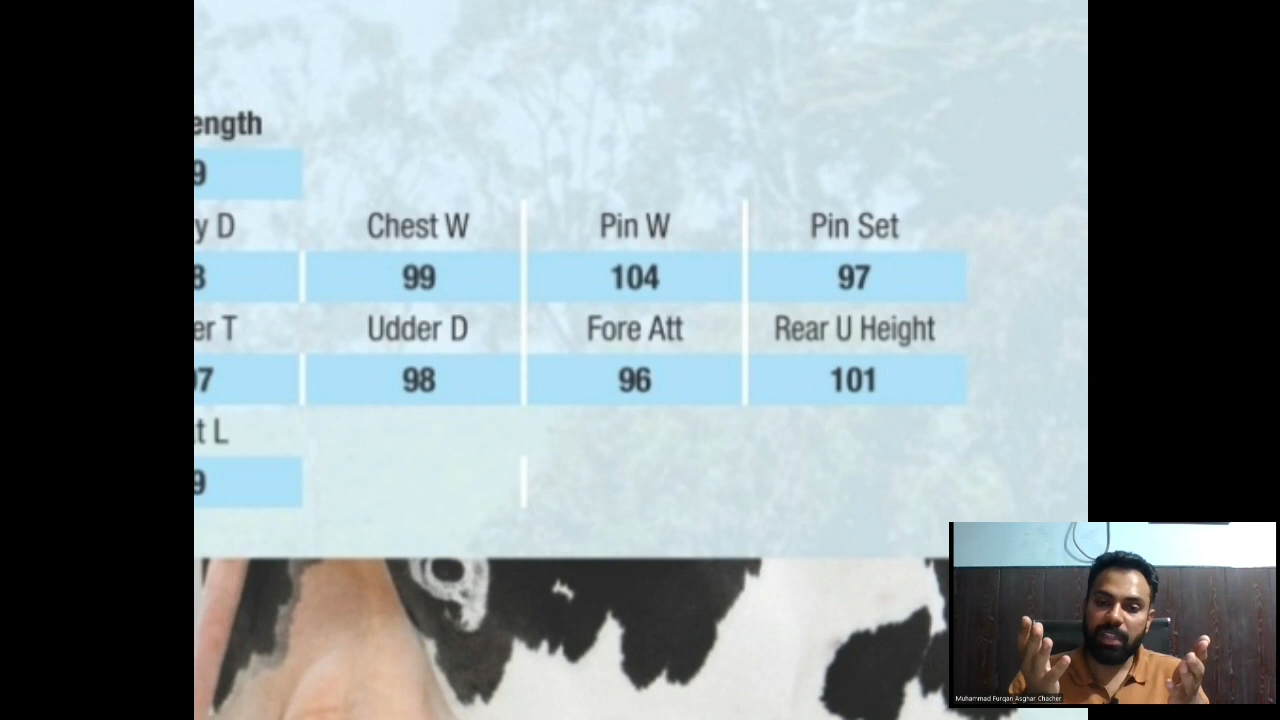 ength
9
y D Chest W Pin W Pin Set
8 99 104 97
er T Udder D Fore Att Rear U Height
97 98 96 101
t L
9
Muhammad Furqan Asghar Chacher